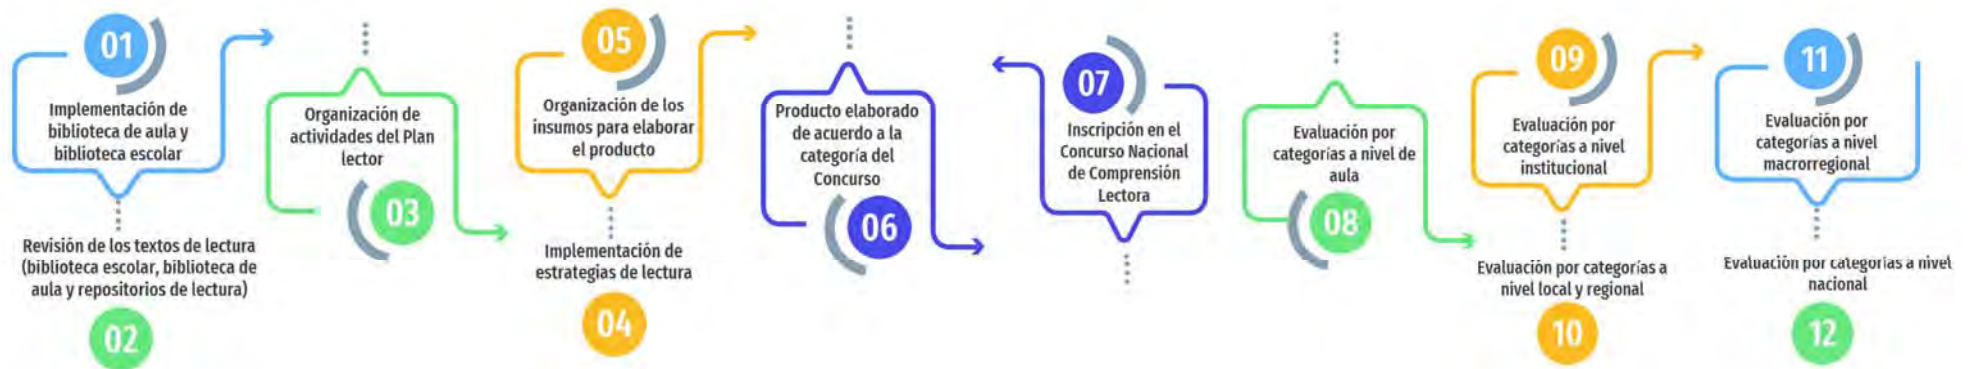 01
Implementación de
biblioteca de aula y
biblioteca escolar
Revisión de los textos de lectura
(biblioteca escolar, biblioteca de
aula y repositorios de lectura)
02
Organización de
actividades del Plan
lector
03
05
Organización de los
insumos para elaborar
el producto
Implementación de
estrategias de lectura
04
Producto elaborado
de acuerdo a la
categoría del
Concurso
06
07
Inscripción en el
Concurso Nacional
de Comprensión
Lectora
Evaluación por
categorías a nivel de
aula
08
09
Evaluación por
categorías a nivel
institucional
Evaluación por categorías a
nivel local y regional
10
11
Evaluación por
categorías a nivel
macrorregional
Evaluación por categorías a nivel
nacional
12